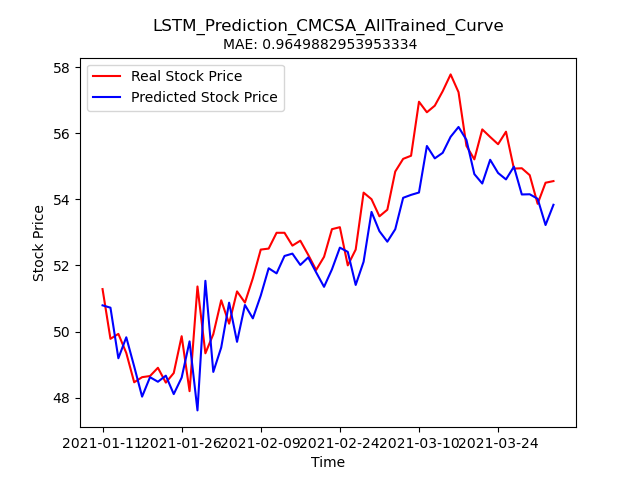 LSTM_Prediction_CMCSA_AllTrained_Curve
MAE: 0.9649882953953334
Real Stock Price
Predicted Stock Price
58
56
54
52
50
48
Stock Price
2021-01-11 2021-01-26 2021-02-09 2021-02-24 2021-03-10 2021-03-24
Time